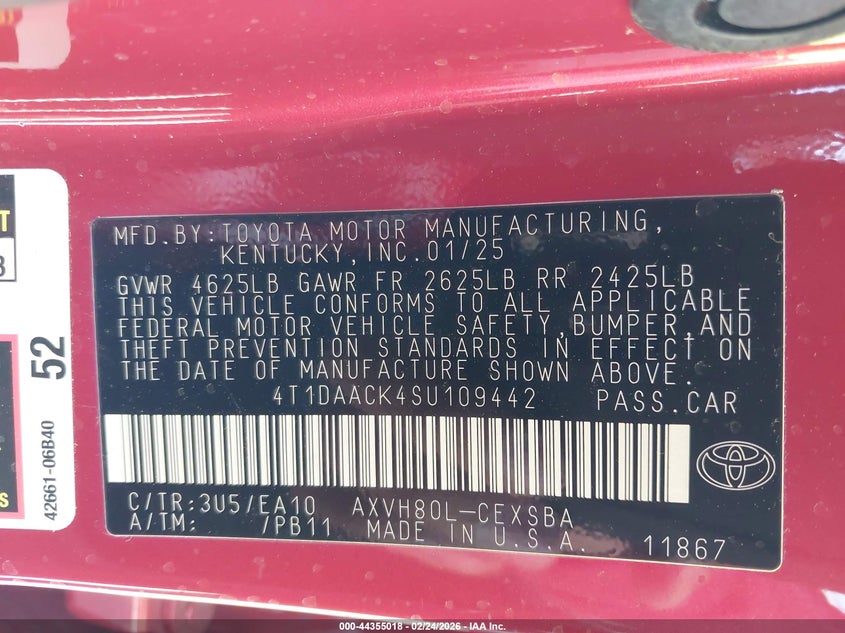 MFD.BY:TOYOTA MOTOR MANUFACTURING,
KENTUCKY,INC.01/25
GVWR 4625LB GAWR FR 2625LB RR 2425LB
THIS VEHICLE CONFORMS TO ALL APPLICABLE
FEDERAL MOTOR VEHICLE SAFETY,BUMPER,AND
THEFT PREVENTION STANDARDS IN EFFECT ON
THE DATE OF MANUFACTURE SHOWN ABOVE.
4T1DAACK4SU109442 PASS.CAR
C/TR:3U5/EA10 AXVH80L-CEXSBA
A/TM: /PB11 MADE IN U.S.A. 11867
52
42661-06B40
000-44355018 - 02/24/2026 - IAA Inc.